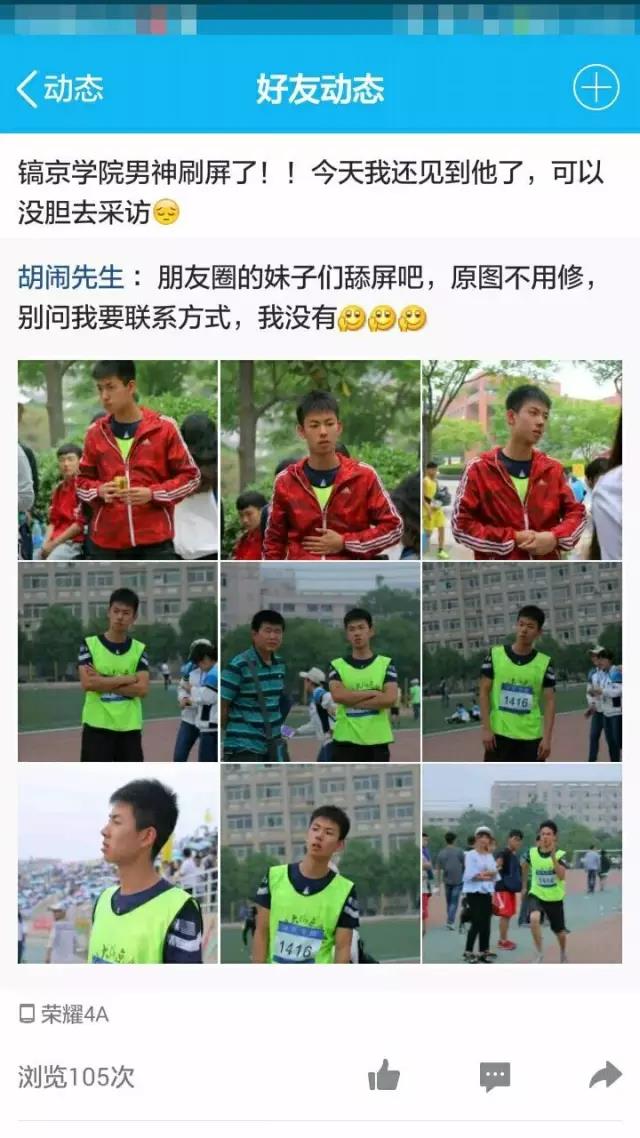 动态
好友动态
镐京学院男神刷屏了！！今天我还见到他了，可以
没胆去采访😔
胡闹先生：朋友圈的妹子们舔屏吧，原图不用修，
别问我要联系方式，我没有
1416
1416
荣耀4A
浏览105次